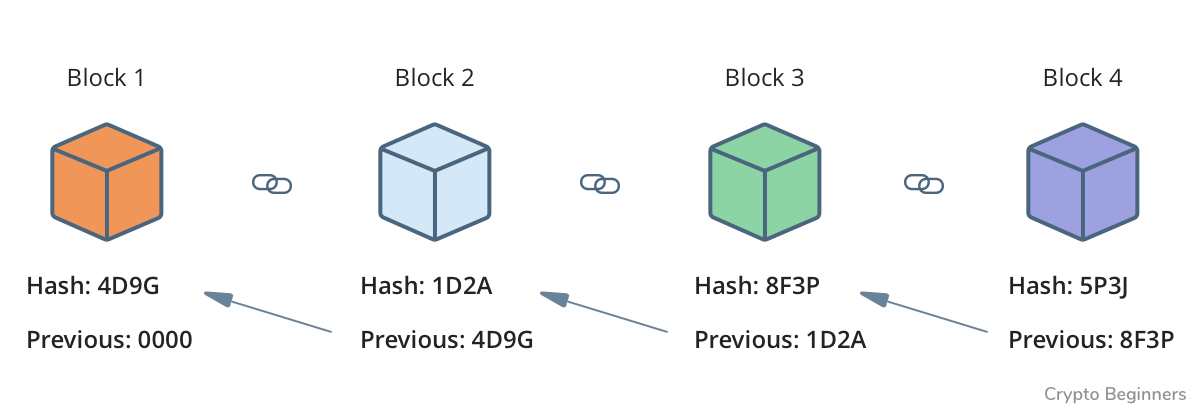 Block 1
Block 2
Block 3
Block 4
Hash: 4D9G
Hash: 1D2A
Hash: 8F3P
Hash: 5P3J
Previous: 0000
Previous: 4D9G
Previous: 1D2A
Previous: 8F3P
Crypto Beginners